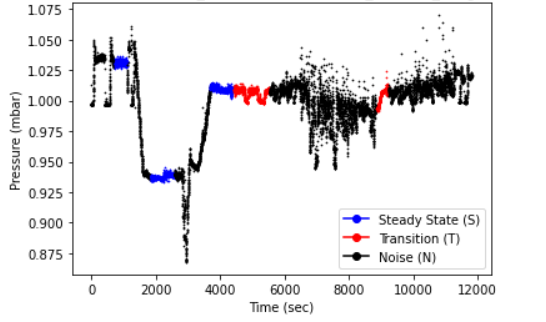 1.075
1.050
1.025
1.000
0.975
0.950
0.925
0.900
0.875
Pressure (mbar)
Steady State (S)
Transition (T)
Noise (N)
0 2000 4000 6000 8000 10000 12000
Time (sec)